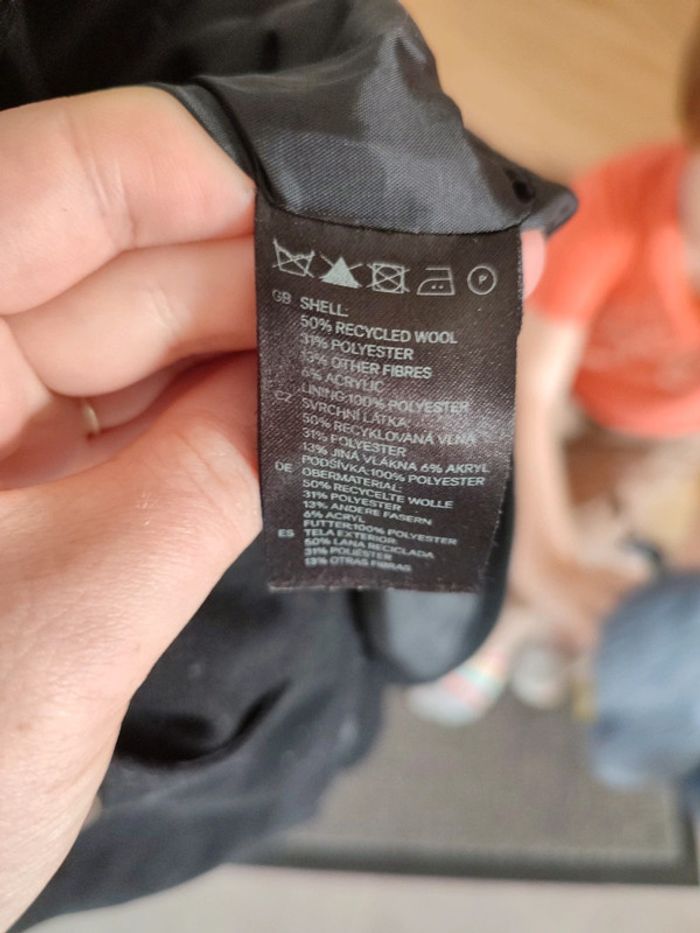 P
GB SHELL:
50% RECYCLED WOOL
31% POLYESTER
13% OTHER FIBRES
6% ACRYLIC
LINING:100% POLYESTER
CZ SVRCHNÍ LÁTKA:
50% RECYKLOVANÁ VLNA
31% POLYESTER
13% JINÁ VLÁKNA 6% AKRYL
PODŠÍVKA:100% POLYESTER
DE OBERMATERIAL:
50% RECYCELTE WOLLE
31% POLYESTER
13% ANDERE FASERN
6% ACRYL
FUTTER:100% POLYESTER
ES TELA EXTERIOR:
50% LANA RECICLADA
31% POLIÉSTER
13% OTRAS FIBRAS